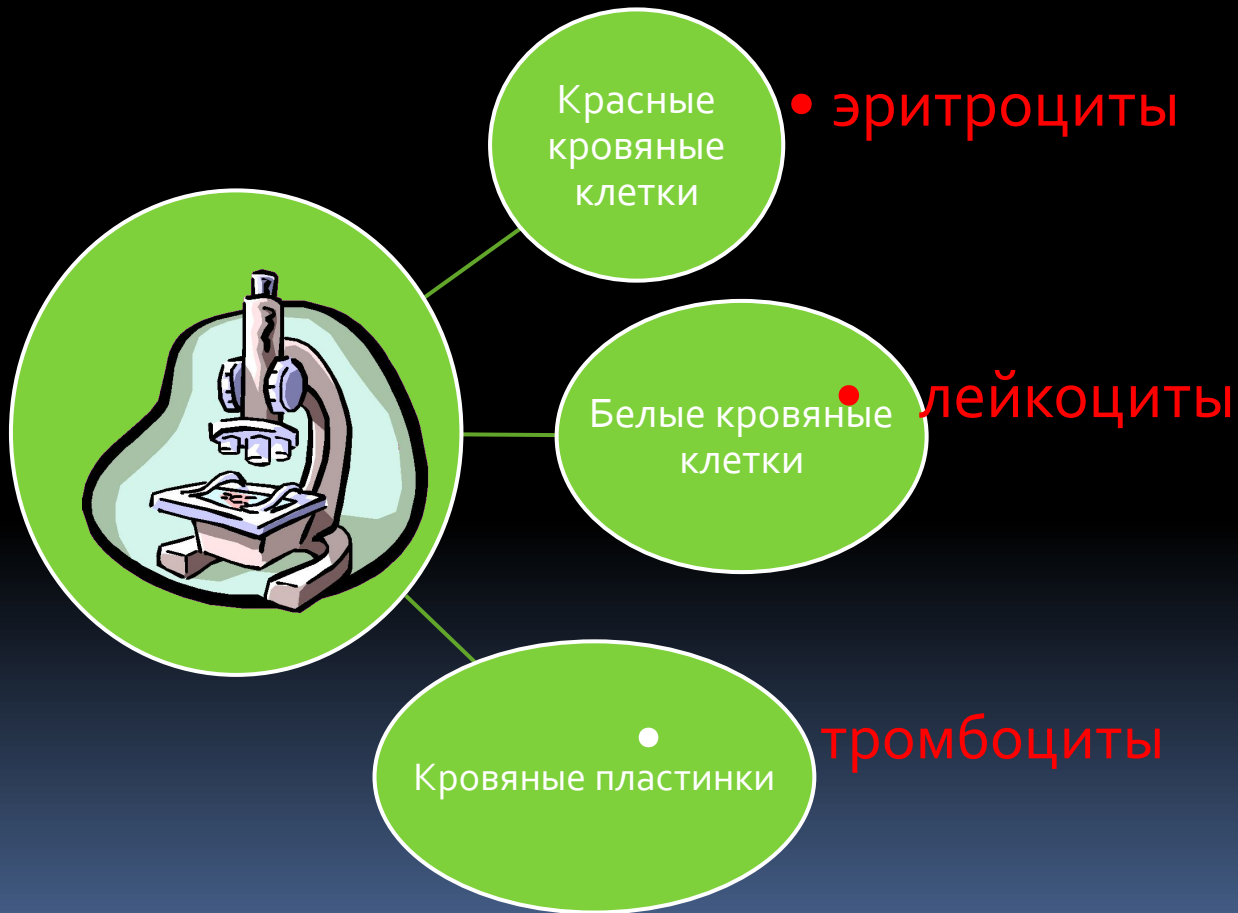 Красные
кровяные
клетки
• эритроциты
Белые кровяные
клетки
• лейкоциты
Кровяные пластинки
• тромбоциты